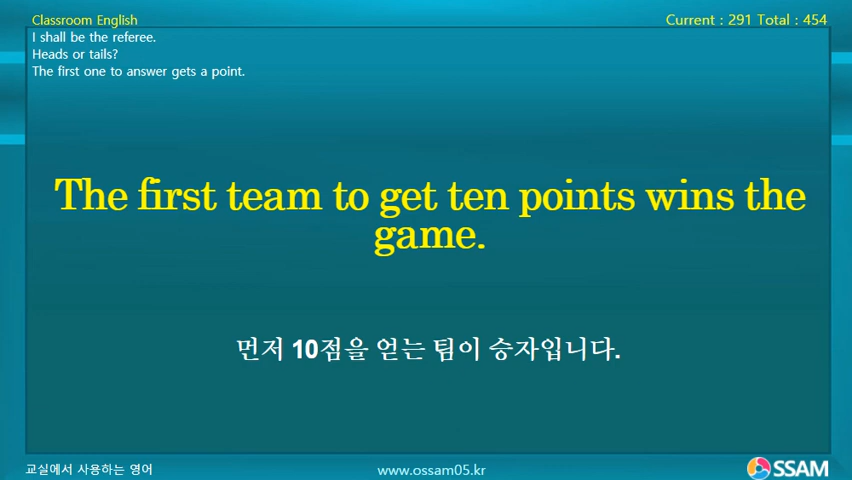 Classroom English
Current : 291 Total : 454
I shall be the referee.
Heads or tails?
The first one to answer gets a point.
The first team to get ten points wins the
game.
먼저 10점을 얻는 팀이 승자입니다.
교실에서 사용하는 영어
www.ossam05.kr
SSAM